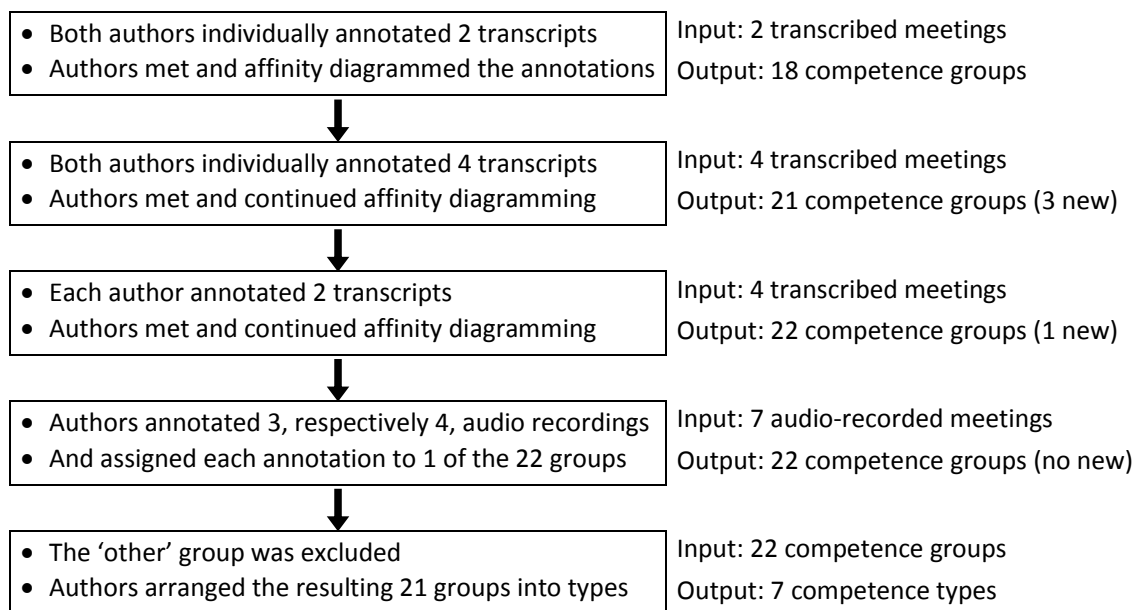 • Both authors individually annotated 2 transcripts
• Authors met and affinity diagrammed the annotations
Input: 2 transcribed meetings
Output: 18 competence groups
• Both authors individually annotated 4 transcripts
• Authors met and continued affinity diagramming
Input: 4 transcribed meetings
Output: 21 competence groups (3 new)
• Each author annotated 2 transcripts
• Authors met and continued affinity diagramming
Input: 4 transcribed meetings
Output: 22 competence groups (1 new)
• Authors annotated 3, respectively 4, audio recordings
• And assigned each annotation to 1 of the 22 groups
Input: 7 audio-recorded meetings
Output: 22 competence groups (no new)
• The ‘other’ group was excluded
• Authors arranged the resulting 21 groups into types
Input: 22 competence groups
Output: 7 competence types